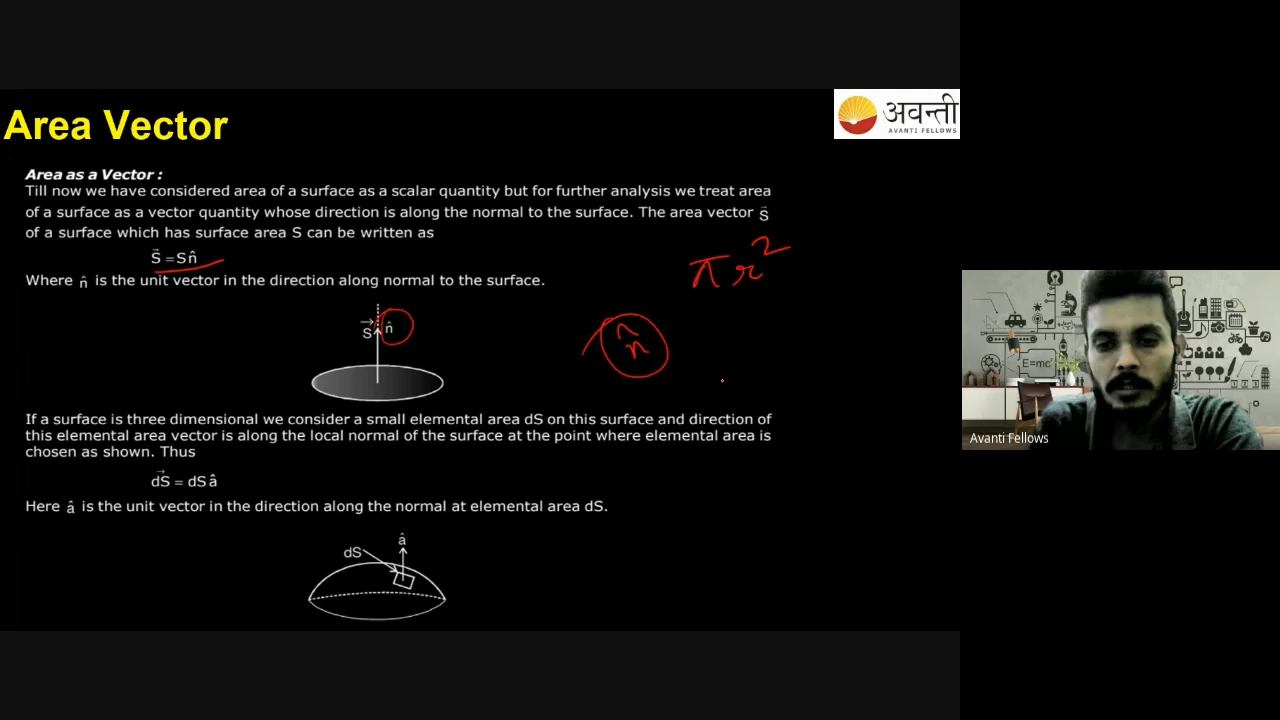 Area Vector
अवन्ती
AVANTI FELLOWS
Area as a Vector :
Till now we have considered area of a surface as a scalar quantity but for further analysis we treat area
of a surface as a vector quantity whose direction is along the normal to the surface. The area vector S⃗
of a surface which has surface area S can be written as
S⃗ = S n̂
Where n̂ is the unit vector in the direction along normal to the surface.
πr²
S⃗ n̂
n̂
If a surface is three dimensional we consider a small elemental area dS on this surface and direction of
this elemental area vector is along the local normal of the surface at the point where elemental area is
chosen as shown. Thus
dS⃗ = dS â
Here â is the unit vector in the direction along the normal at elemental area dS.
â
dS
E=mc²
Avanti Fellows